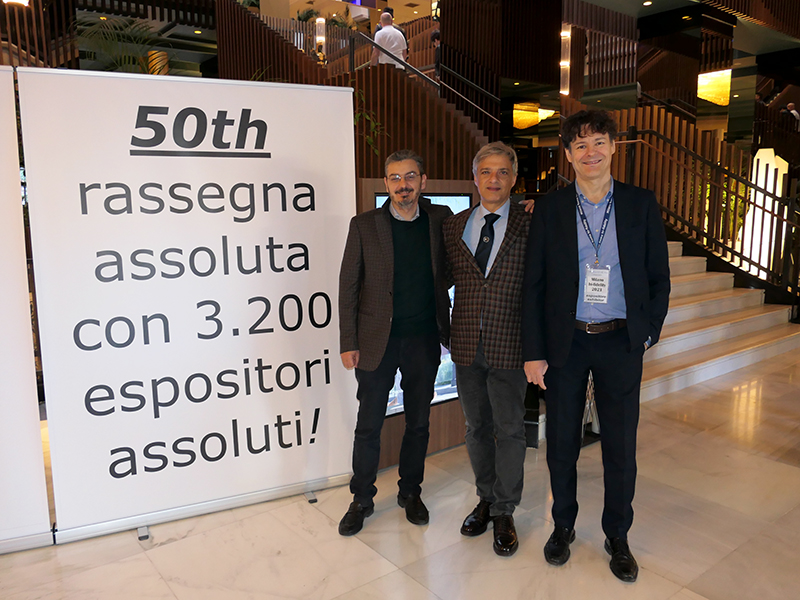 50th
rassegna
assoluta
con 3.200
espositori
assoluti!